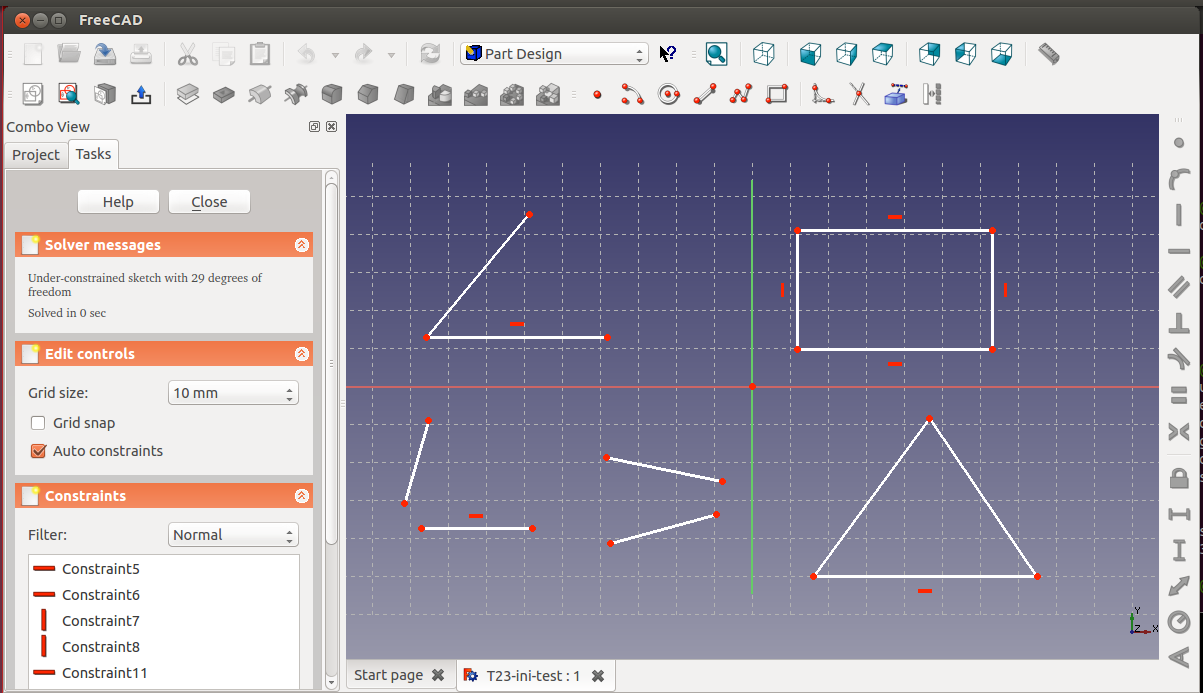 FreeCAD
Part Design
Combo View
Project
Tasks
Help
Close
Solver messages
Under-constrained sketch with 29 degrees of
freedom
Solved in 0 sec
Edit controls
Grid size:
10 mm
Grid snap
Auto constraints
Constraints
Filter:
Normal
Constraint5
Constraint6
Constraint7
Constraint8
Constraint11
Y
Z
X
Start page
T23-ini-test : 1